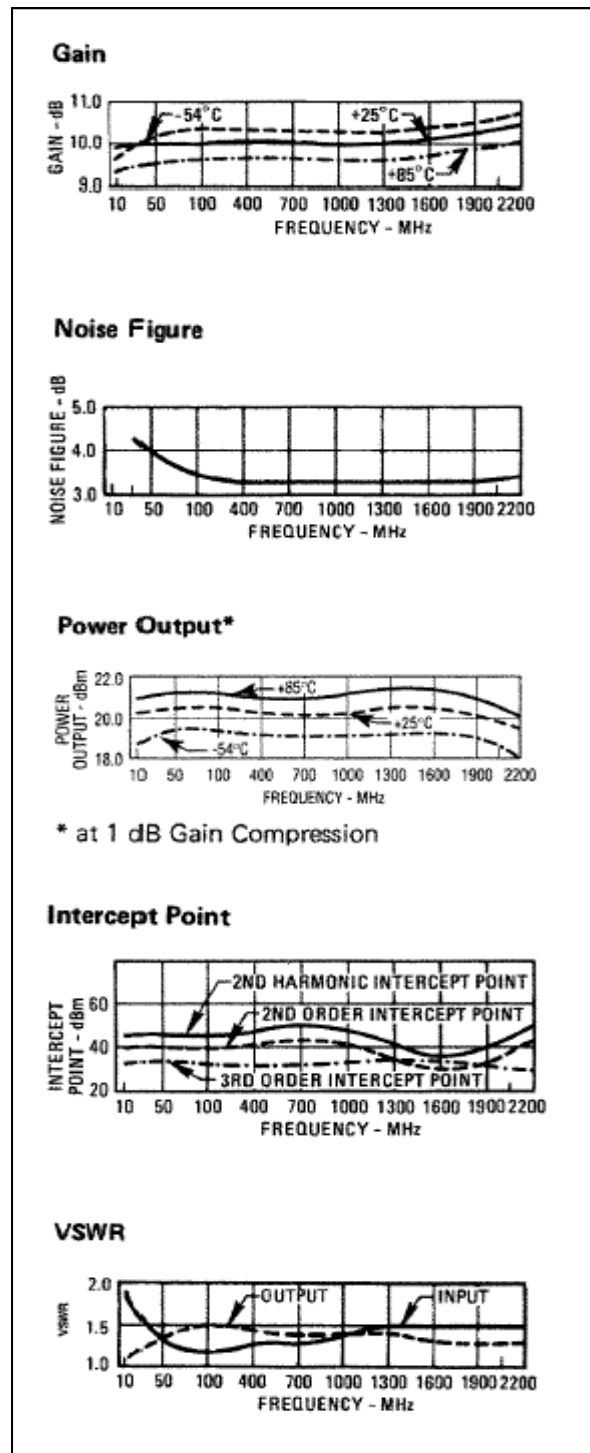 Gain
11.0
-54°C
+25°C
10.0
+85°C
9.0
GAIN - dB
10 50 100 400 700 1000 1300 1600 1900 2200
FREQUENCY - MHz
Noise Figure
5.0
4.0
3.0
NOISE FIGURE - dB
10 50 100 400 700 1000 1300 1600 1900 2200
FREQUENCY - MHz
Power Output*
22.0
+85°C
20.0
+25°C
-54°C
18.0
POWER
OUTPUT - dBm
10 50 100 400 700 1000 1300 1600 1900 2200
FREQUENCY - MHz
* at 1 dB Gain Compression
Intercept Point
2ND HARMONIC INTERCEPT POINT
60
2ND ORDER INTERCEPT POINT
40
3RD ORDER INTERCEPT POINT
20
INTERCEPT
POINT - dBm
10 50 100 400 700 1000 1300 1600 1900 2200
FREQUENCY - MHz
VSWR
2.0
OUTPUT
INPUT
1.5
1.0
VSWR
10 50 100 400 700 1000 1300 1600 1900 2200
FREQUENCY - MHz